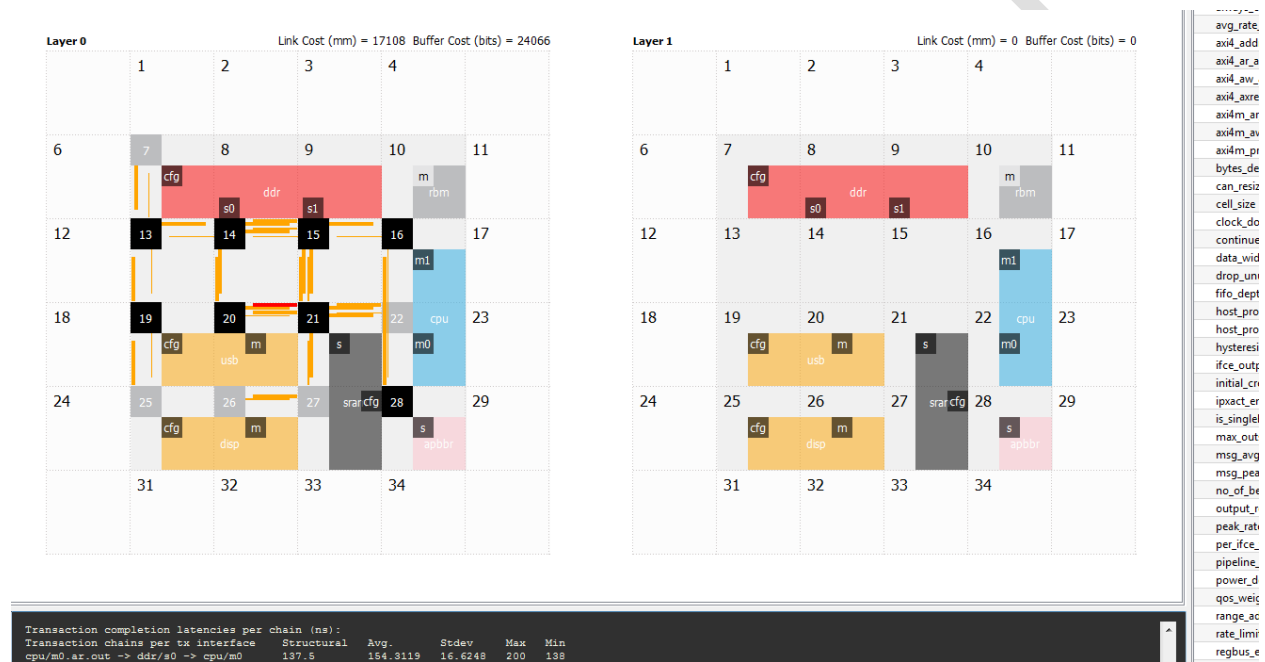 Layer 0 Link Cost (mm) = 17108 Buffer Cost (bits) = 24066
1 2 3 4
6 7 8 9 10 11
cfg m
ddr rbm
s0 s1
12 13 14 15 16 17
m1
18 19 20 21 22 cpu 23
cfg m s m0
usb
24 25 26 27 srar cfg 28 29
cfg m s
disp apbbr
31 32 33 34
Layer 1 Link Cost (mm) = 0 Buffer Cost (bits) = 0
1 2 3 4
6 7 8 9 10 11
cfg m
ddr rbm
s0 s1
12 13 14 15 16 17
m1
18 19 20 21 22 cpu 23
cfg m s m0
usb
24 25 26 27 srar cfg 28 29
cfg m s
disp apbbr
31 32 33 34
avg_rate_
axi4_add
axi4_ar_a
axi4_aw_
axi4_axre
axi4m_ar
axi4m_av
axi4m_pr
bytes_de
can_resiz
cell_size
clock_do
continue
data_wid
drop_unu
fifo_dept
host_pro
host_pro
hysteresi
ifce_outp
initial_cre
ipxact_er
is_singlel
max_out
msg_avg
msg_pea
no_of_be
output_r
peak_rate
per_ifce_
pipeline_
power_d
qos_weig
range_ad
rate_limi
regbus_e
Transaction completion latencies per chain (ns):
Transaction chains per tx interface Structural Avg. Stdev Max Min
cpu/m0.ar.out -> ddr/s0 -> cpu/m0 137.5 154.3119 16.6248 200 138